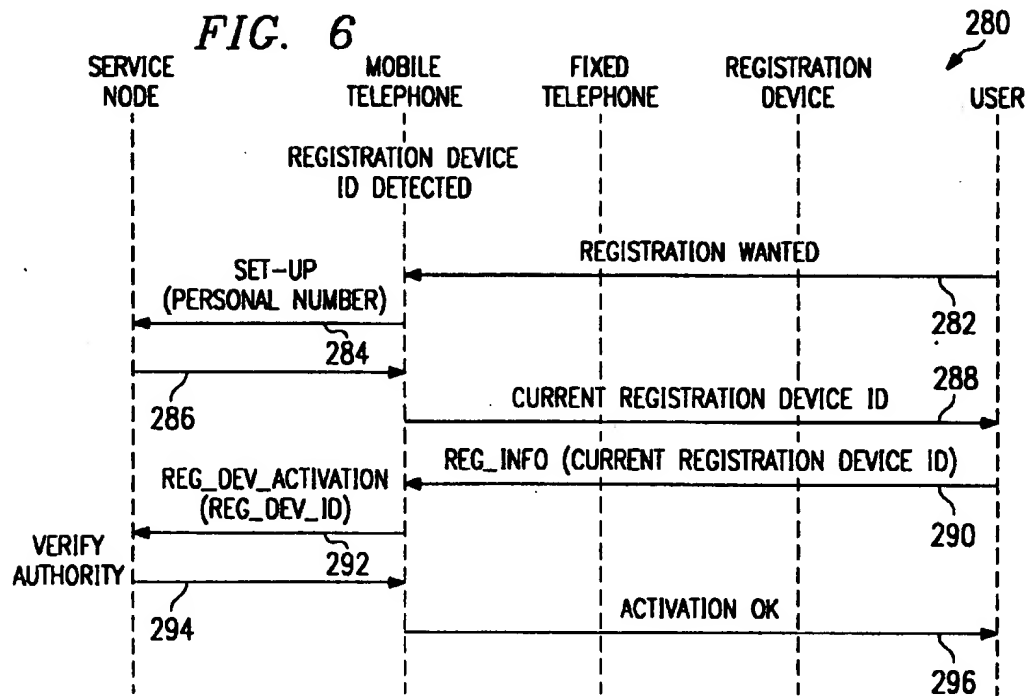 FIG. 6
280
SERVICE NODE
MOBILE TELEPHONE
FIXED TELEPHONE
REGISTRATION DEVICE
USER
REGISTRATION DEVICE
ID DETECTED
REGISTRATION WANTED
282
SET-UP
(PERSONAL NUMBER)
284
286
288
CURRENT REGISTRATION DEVICE ID
REG_INFO (CURRENT REGISTRATION DEVICE ID)
290
REG_DEV_ACTIVATION
(REG_DEV_ID)
292
VERIFY
AUTHORITY
294
ACTIVATION OK
296